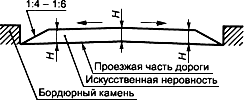 1:4 – 1:6
H
H
H
Проезжая часть дороги
Искусственная неровность
Бордюрный камень